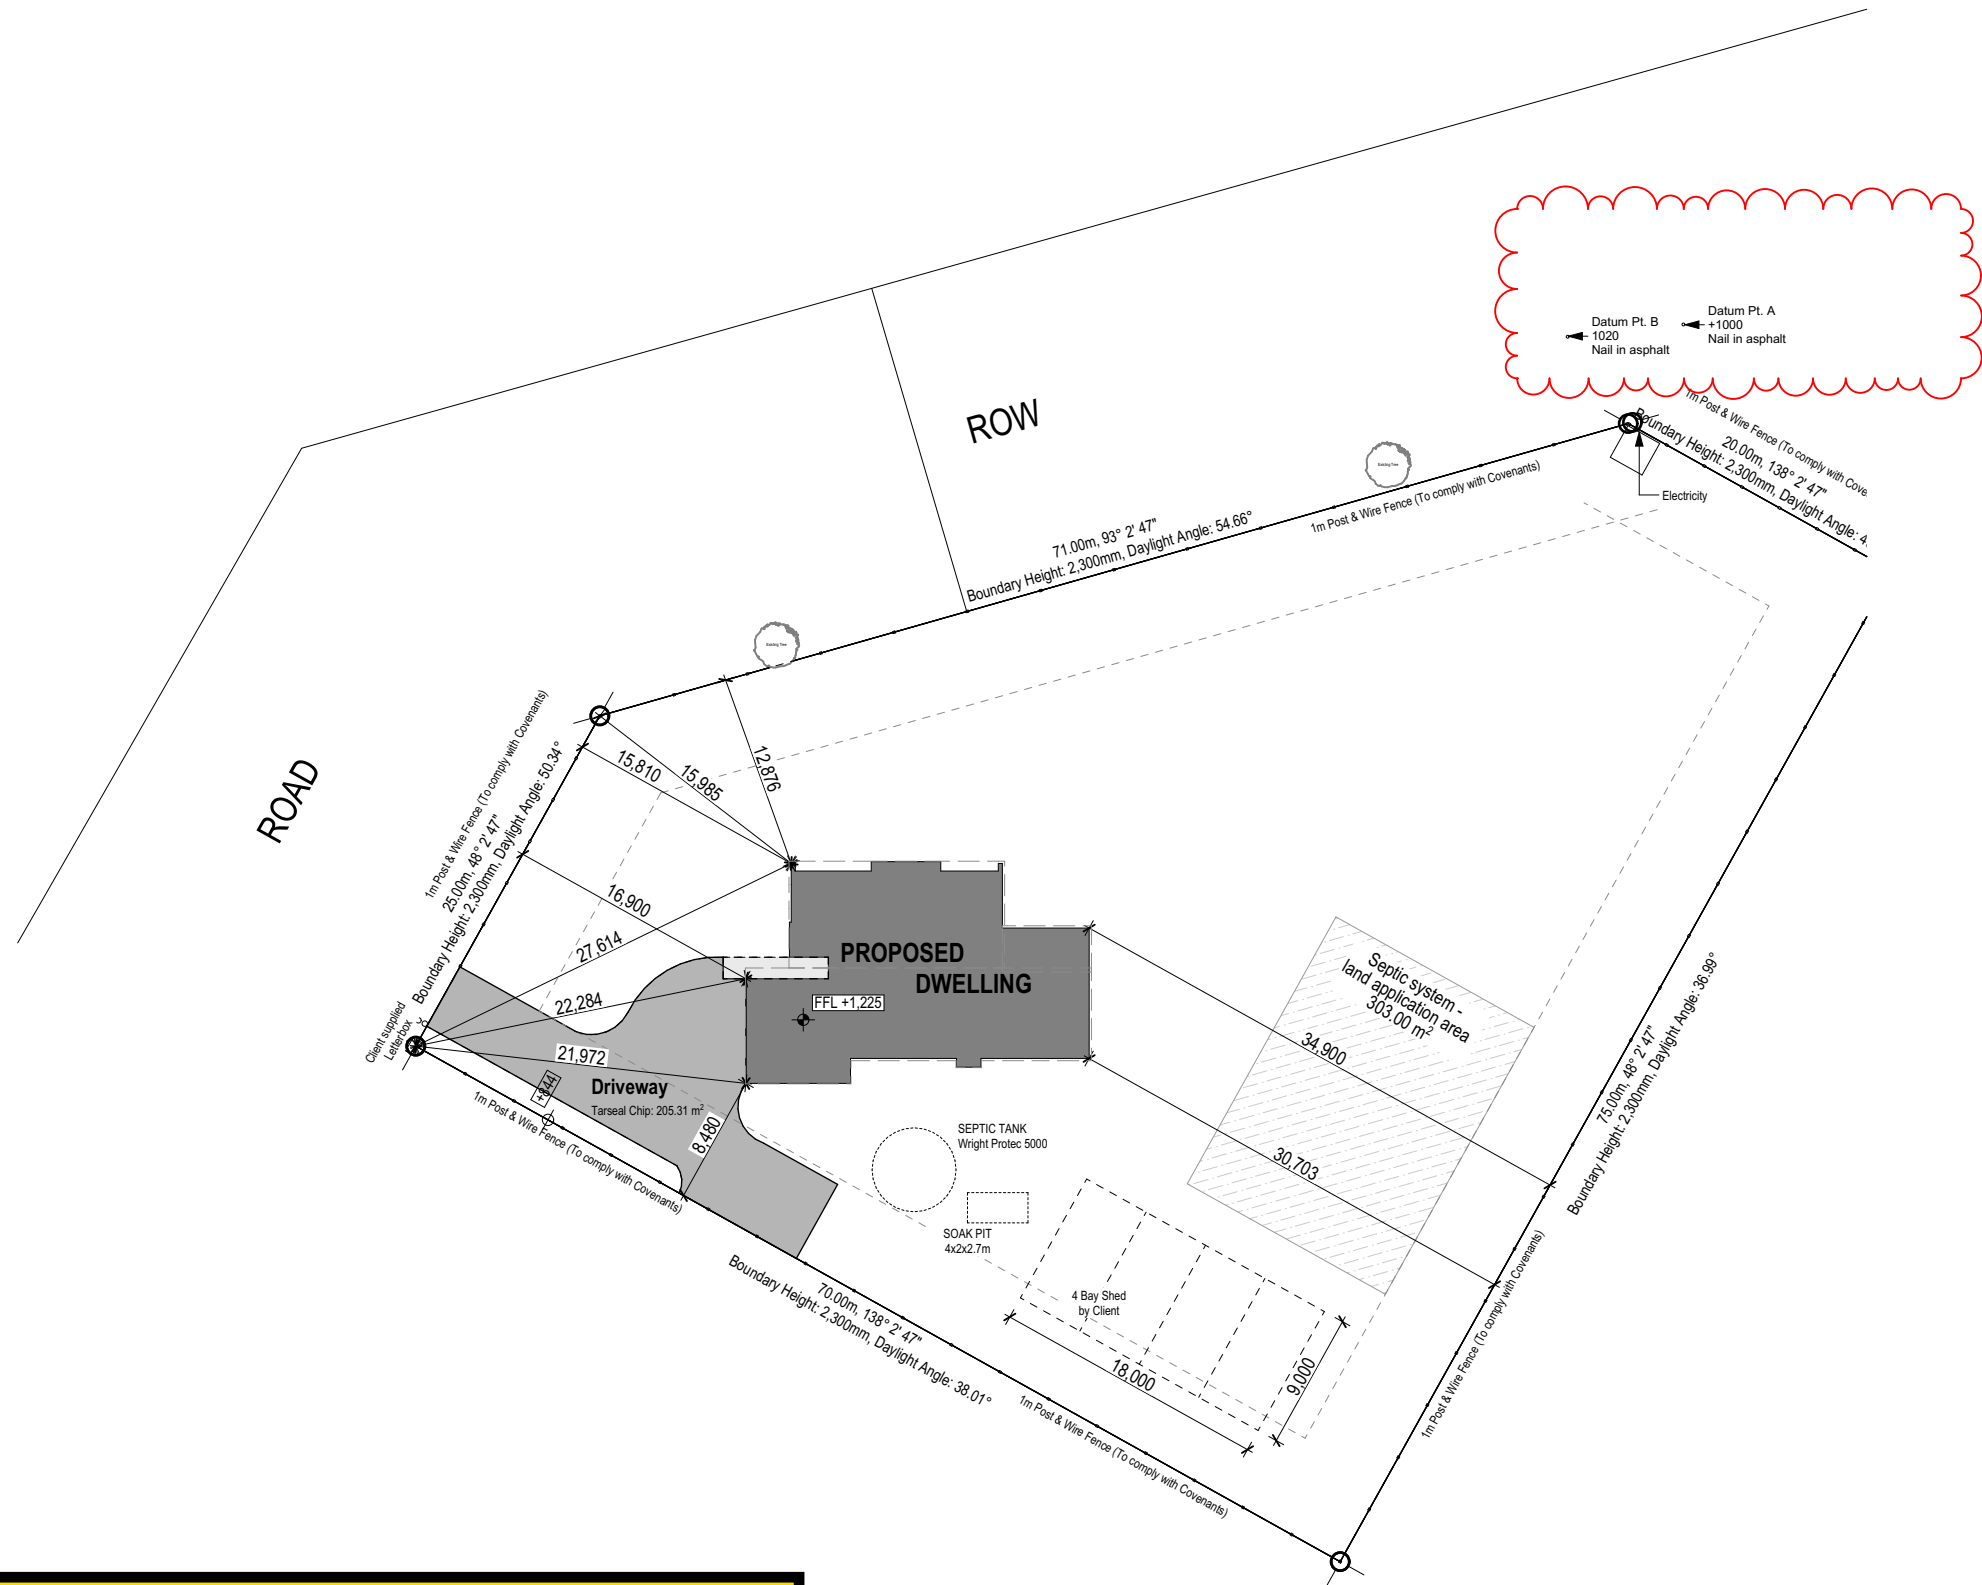 Datum Pt. A
+1000
Nail in asphalt
Datum Pt. B
1020
Nail in asphalt
ROW
1m Post & Wire Fence (To comply with Cove
20.00m, 138° 2' 47"
Boundary Height: 2,300mm, Daylight Angle: 4
Existing Tree
1m Post & Wire Fence (To comply with Covenants)
Electricity
71.00m, 93° 2' 47"
Boundary Height: 2,300mm, Daylight Angle: 54.66°
Existing Tree
ROAD
1m Post & Wire Fence (To comply with Covenants)
25.00m, 48° 2' 47"
Boundary Height: 2,300mm, Daylight Angle: 50.34°
15,810
15,985
12,876
16,900
27,614
22,284
21,972
PROPOSED
DWELLING
FFL +1,225
Septic system -
land application area
303.00 m²
34,900
30,703
75.00m, 48° 2' 47"
Boundary Height: 2,300mm, Daylight Angle: 36.99°
1m Post & Wire Fence (To comply with Covenants)
Client supplied
Letterbox
+844
Driveway
Tarseal Chip: 205.31 m²
8,480
1m Post & Wire Fence (To comply with Covenants)
SEPTIC TANK
Wright Protec 5000
SOAK PIT
4x2x2.7m
4 Bay Shed
by Client
18,000
9,000
70.00m, 138° 2' 47"
Boundary Height: 2,300mm, Daylight Angle: 38.01°
1m Post & Wire Fence (To comply with Covenants)